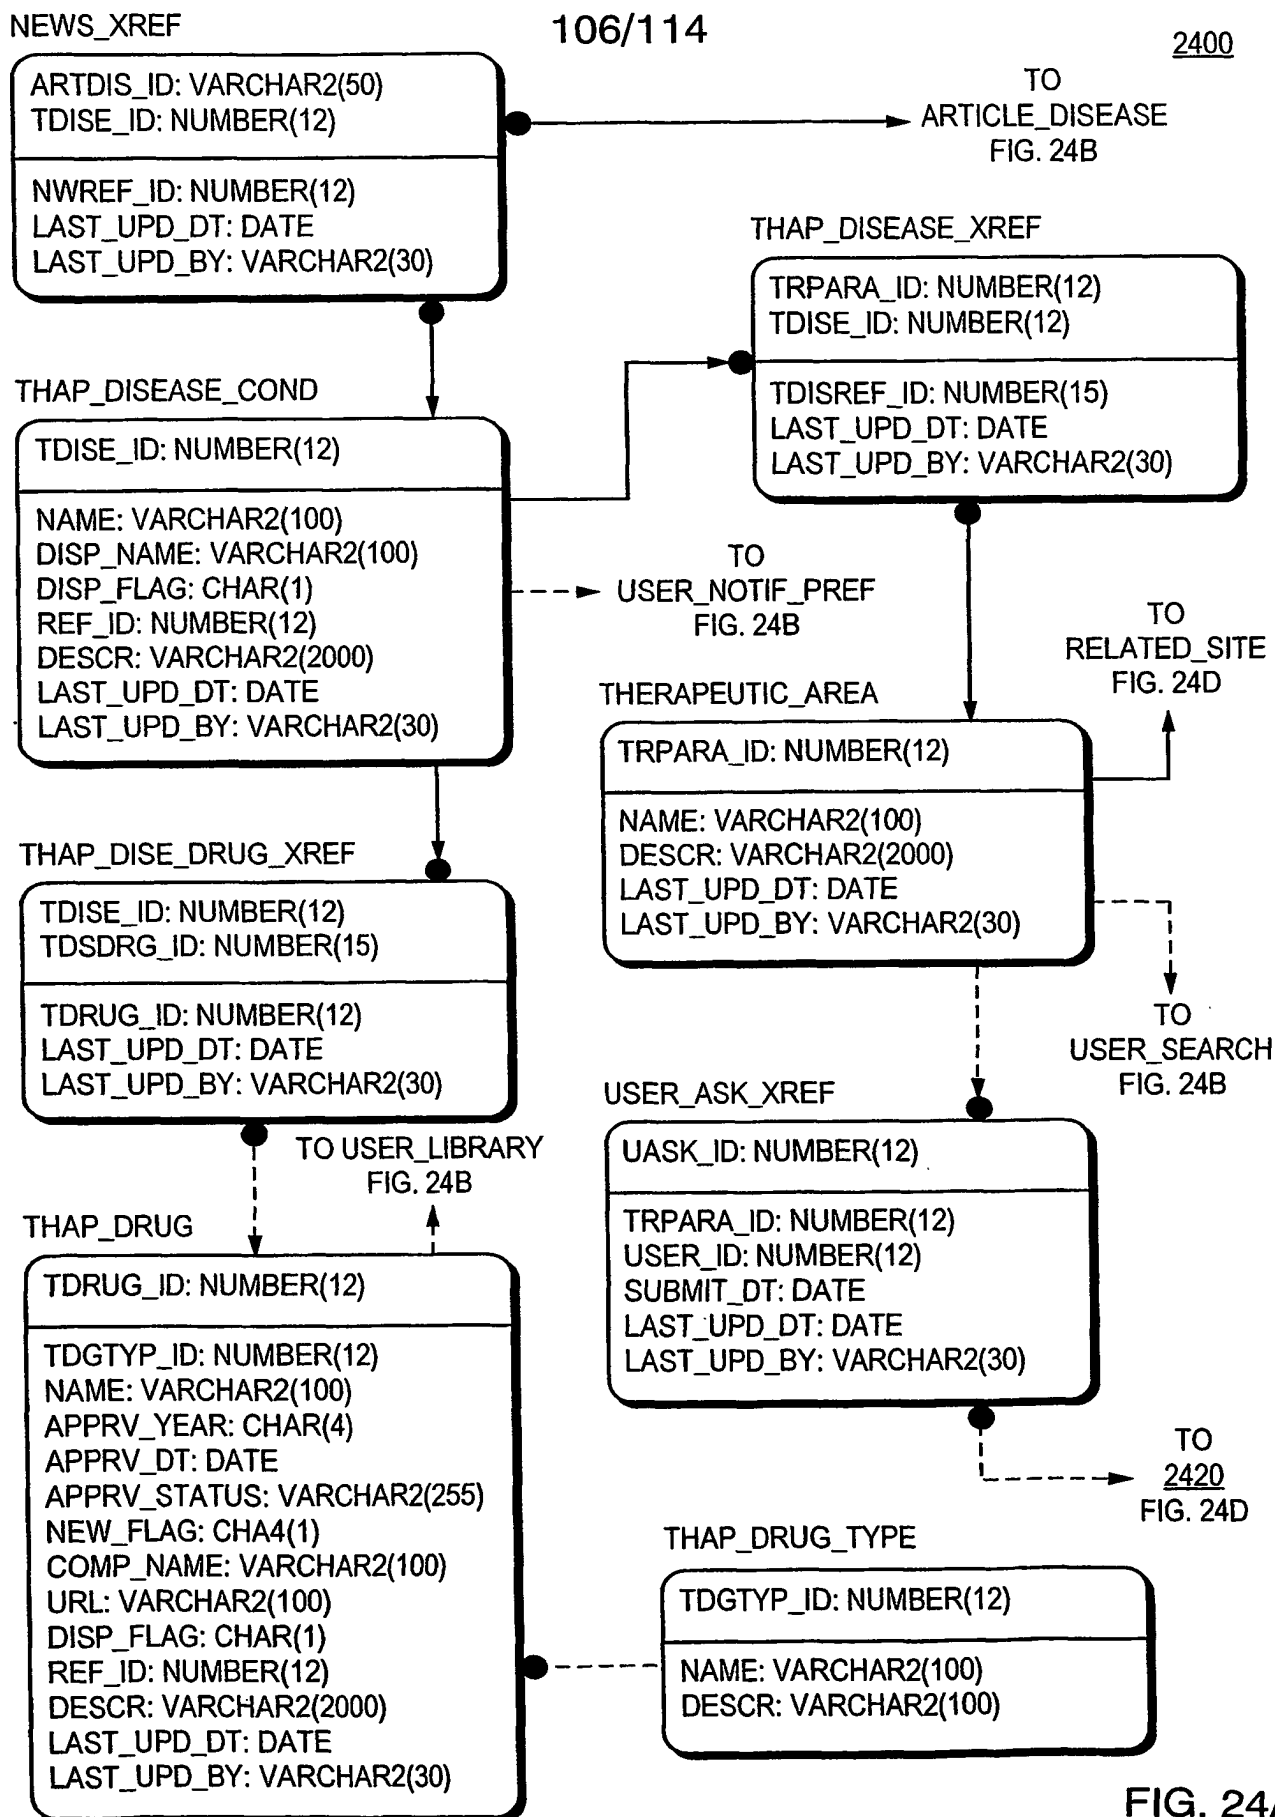 106/114
2400
NEWS_XREF
ARTDIS_ID: VARCHAR2(50)
TDISE_ID: NUMBER(12)
NWREF_ID: NUMBER(12)
LAST_UPD_DT: DATE
LAST_UPD_BY: VARCHAR2(30)
TO
ARTICLE_DISEASE
FIG. 24B
THAP_DISEASE_XREF
TRPARA_ID: NUMBER(12)
TDISE_ID: NUMBER(12)
TDISREF_ID: NUMBER(15)
LAST_UPD_DT: DATE
LAST_UPD_BY: VARCHAR2(30)
THAP_DISEASE_COND
TDISE_ID: NUMBER(12)
NAME: VARCHAR2(100)
DISP_NAME: VARCHAR2(100)
DISP_FLAG: CHAR(1)
REF_ID: NUMBER(12)
DESCR: VARCHAR2(2000)
LAST_UPD_DT: DATE
LAST_UPD_BY: VARCHAR2(30)
TO
USER_NOTIF_PREF
FIG. 24B
TO
RELATED_SITE
FIG. 24D
THERAPEUTIC_AREA
TRPARA_ID: NUMBER(12)
NAME: VARCHAR2(100)
DESCR: VARCHAR2(2000)
LAST_UPD_DT: DATE
LAST_UPD_BY: VARCHAR2(30)
TO
USER_SEARCH
FIG. 24B
THAP_DISE_DRUG_XREF
TDISE_ID: NUMBER(12)
TDSDRG_ID: NUMBER(15)
TDRUG_ID: NUMBER(12)
LAST_UPD_DT: DATE
LAST_UPD_BY: VARCHAR2(30)
TO USER_LIBRARY
FIG. 24B
USER_ASK_XREF
UASK_ID: NUMBER(12)
TRPARA_ID: NUMBER(12)
USER_ID: NUMBER(12)
SUBMIT_DT: DATE
LAST_UPD_DT: DATE
LAST_UPD_BY: VARCHAR2(30)
TO
2420
FIG. 24D
THAP_DRUG
TDRUG_ID: NUMBER(12)
TDGTYP_ID: NUMBER(12)
NAME: VARCHAR2(100)
APPRV_YEAR: CHAR(4)
APPRV_DT: DATE
APPRV_STATUS: VARCHAR2(255)
NEW_FLAG: CHA4(1)
COMP_NAME: VARCHAR2(100)
URL: VARCHAR2(100)
DISP_FLAG: CHAR(1)
REF_ID: NUMBER(12)
DESCR: VARCHAR2(2000)
LAST_UPD_DT: DATE
LAST_UPD_BY: VARCHAR2(30)
THAP_DRUG_TYPE
TDGTYP_ID: NUMBER(12)
NAME: VARCHAR2(100)
DESCR: VARCHAR2(100)
FIG. 24A